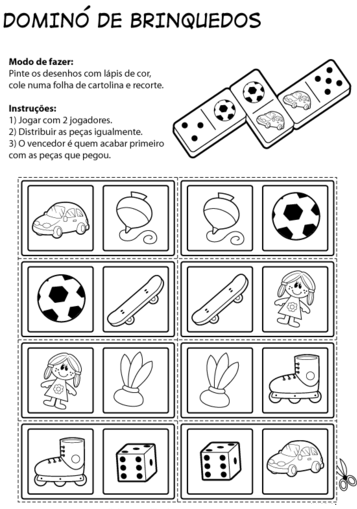 DOMINÓ DE BRINQUEDOS
Modo de fazer:
Pinte os desenhos com lápis de cor,
cole numa folha de cartolina e recorte.
Instruções:
1) Jogar com 2 jogadores.
2) Distribuir as peças igualmente.
3) O vencedor é quem acabar primeiro
com as peças que pegou.